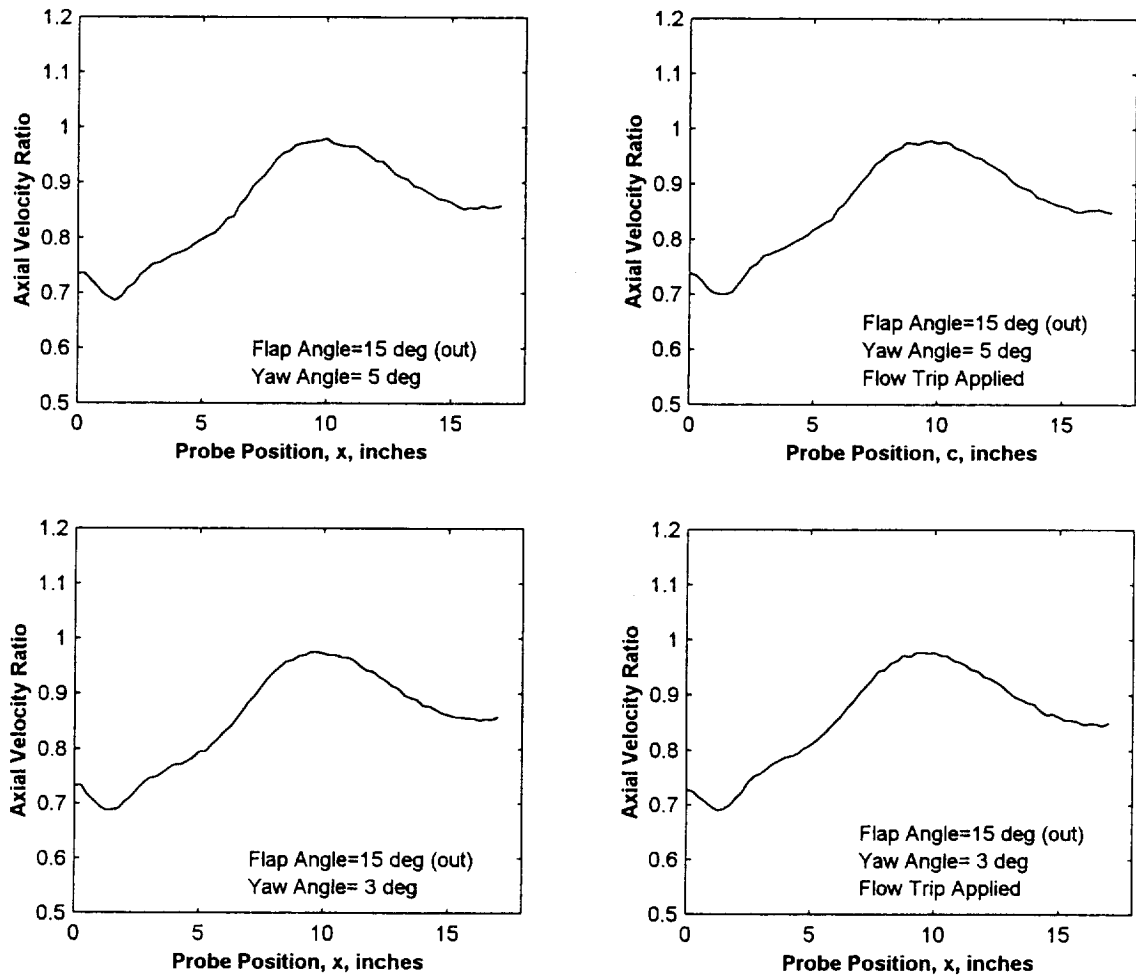 1.2
1.1
1
0.9
0.8
0.7
0.6
0.5
Axial Velocity Ratio
Flap Angle=15 deg (out)
Yaw Angle= 5 deg
0 5 10 15
Probe Position, x, inches
1.2
1.1
1
0.9
0.8
0.7
0.6
0.5
Axial Velocity Ratio
Flap Angle=15 deg (out)
Yaw Angle= 5 deg
Flow Trip Applied
0 5 10 15
Probe Position, c, inches
1.2
1.1
1
0.9
0.8
0.7
0.6
0.5
Axial Velocity Ratio
Flap Angle=15 deg (out)
Yaw Angle= 3 deg
0 5 10 15
Probe Position, x, inches
1.2
1.1
1
0.9
0.8
0.7
0.6
0.5
Axial Velocity Ratio
Flap Angle=15 deg (out)
Yaw Angle= 3 deg
Flow Trip Applied
0 5 10 15
Probe Position, x, inches